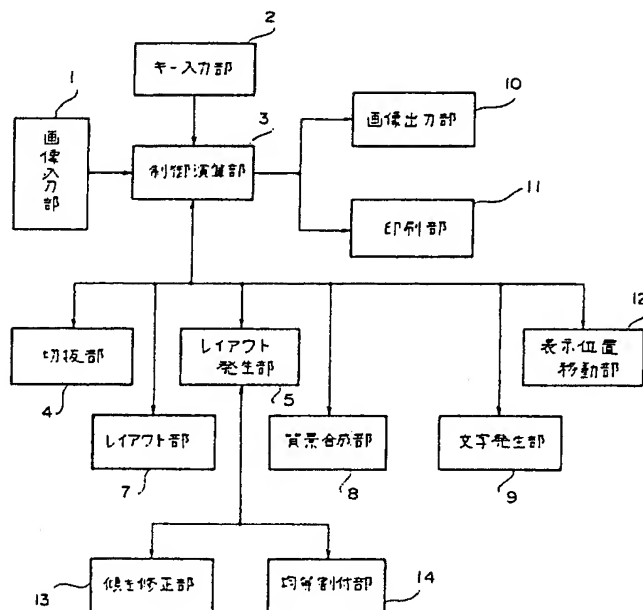 2
キー入力部
1
画像入力部
3
制御演算部
10
画像出力部
11
印刷部
12
切抜部
4
レイアウト
発生部
5
表示位置
移動部
レイアウト部
7
背景合成部
8
文字発生部
9
13
傾き修正部
均等割付部
14